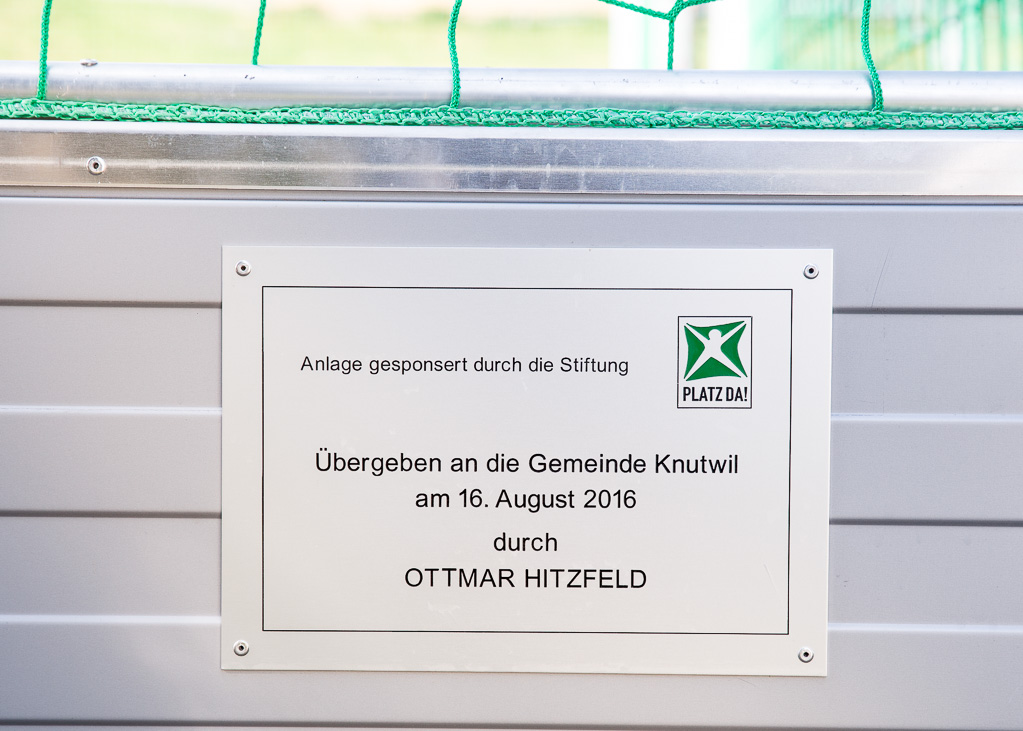 Anlage gesponsert durch die Stiftung
PLATZ DA!
Übergeben an die Gemeinde Knutwil
am 16. August 2016
durch
OTTMAR HITZFELD